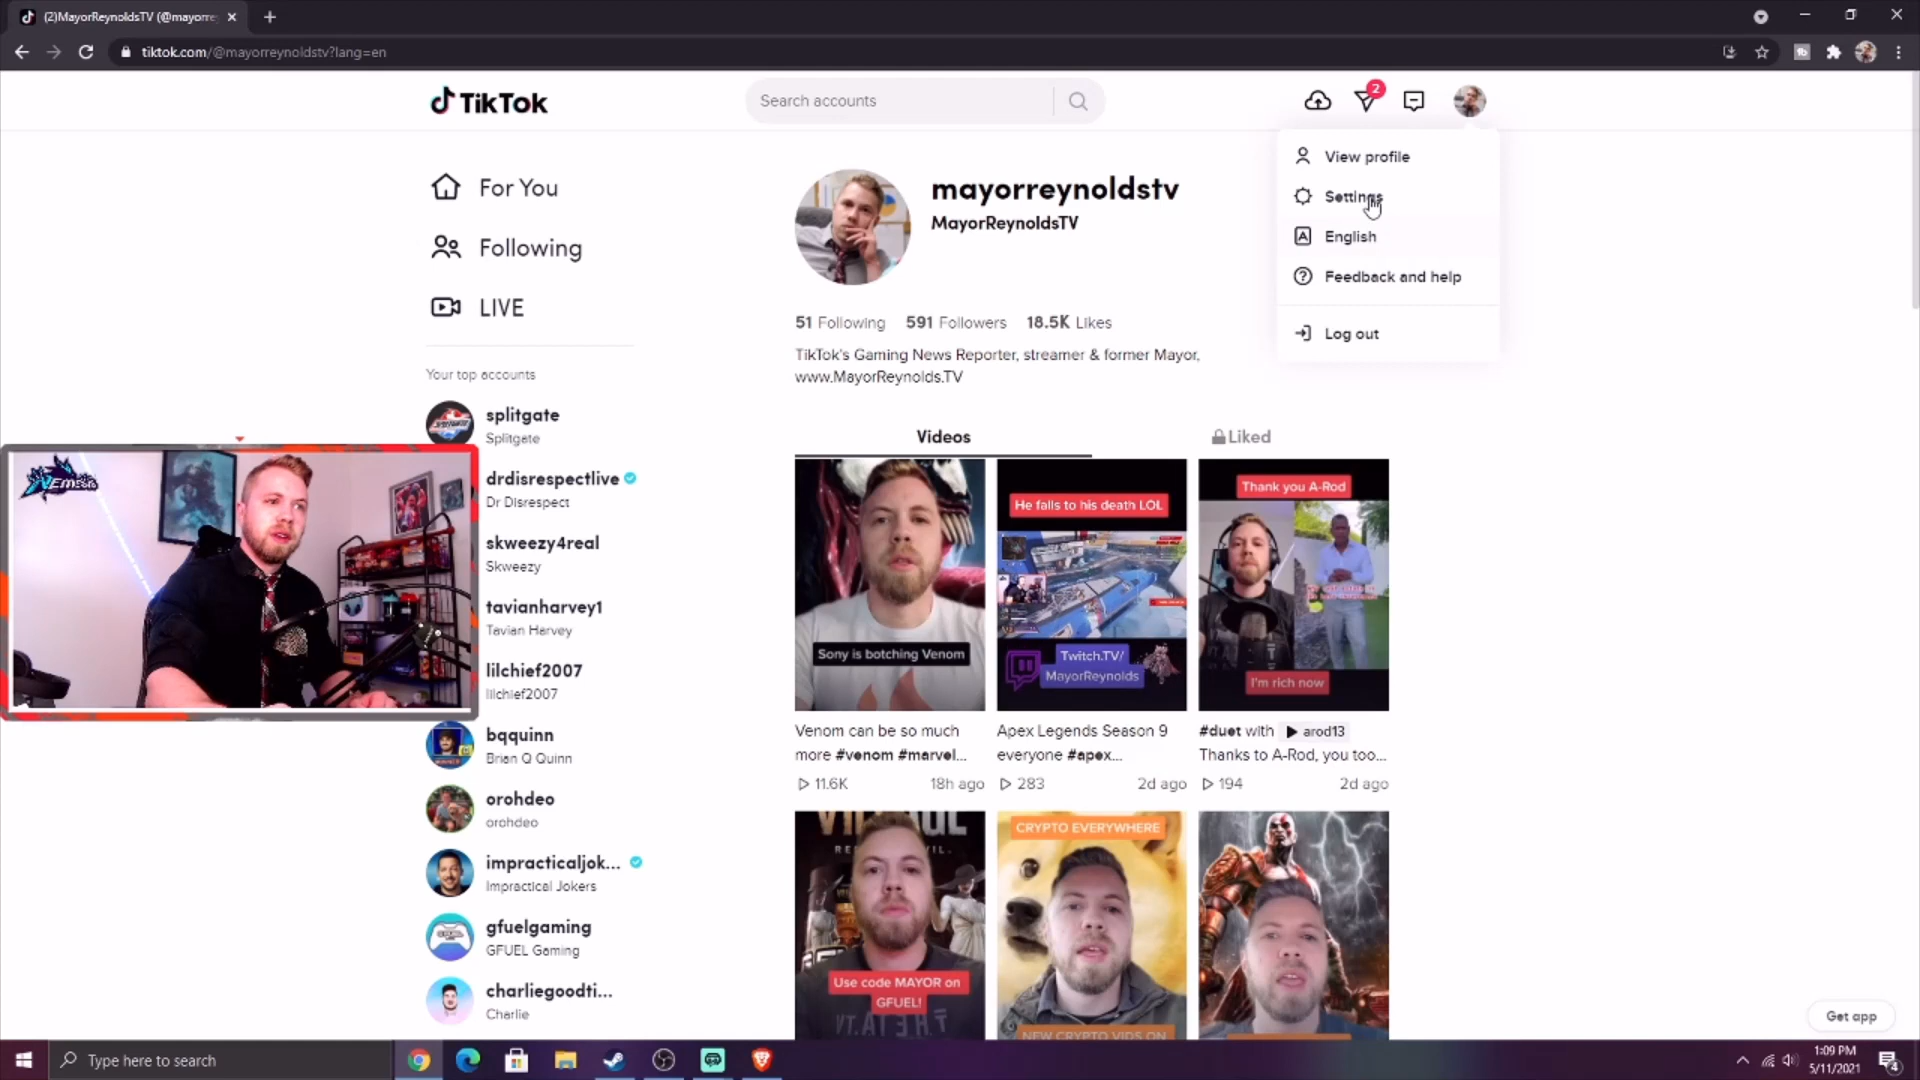 (2)MayorReynoldsTV (@mayorre
tiktok.com/@mayorreynoldstv?lang=en
TikTok
Search accounts
2
View profile
Settings
English
Feedback and help
Log out
For You
Following
LIVE
Your top accounts
splitgate
Splitgate
drdisrespectlive
Dr Disrespect
skweezy4real
Skweezy
tavianharvey1
Tavian Harvey
lilchief2007
lilchief2007
bqquinn
Brian Q Quinn
orohdeo
orohdeo
impracticaljok...
Impractical Jokers
gfuelgaming
GFUEL Gaming
charliegoodti...
Charlie
NEMESIS
mayorreynoldstv
MayorReynoldsTV
51 Following 591 Followers 18.5K Likes
TikTok's Gaming News Reporter, streamer & former Mayor,
www.MayorReynolds.TV
Videos
Liked
Sony is botching Venom
Venom can be so much
more #venom #marvel...
11.6K 18h ago
He falls to his death LOL
Twitch.TV/
MayorReynolds
Apex Legends Season 9
everyone #apex...
283 2d ago
Thank you A-Rod
I'm rich now
#duet with arod13
Thanks to A-Rod, you too...
194 2d ago
Use code MAYOR on
GFUEL!
CRYPTO EVERYWHERE
NEW CRYPTO VIDS ON
Get app
Type here to search
1:09 PM
5/11/2021
4